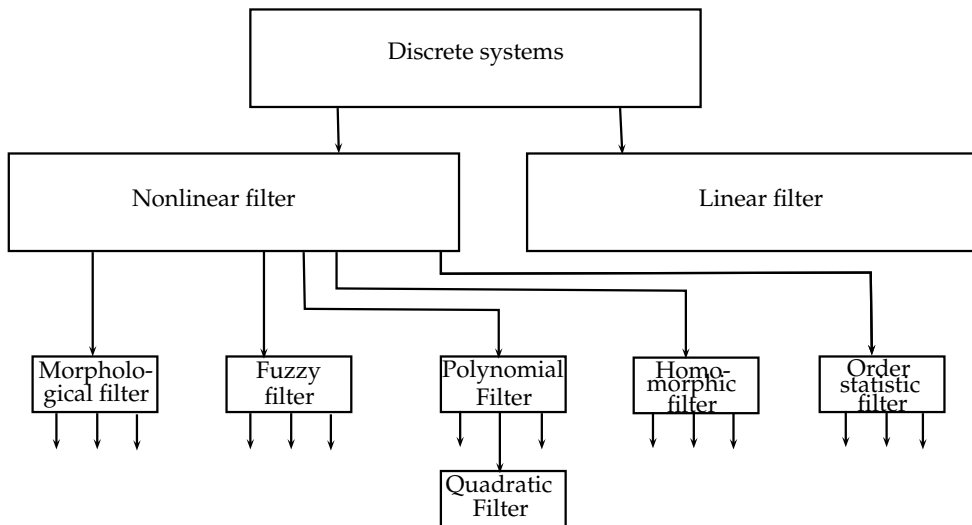 Discrete systems
Nonlinear filter
Linear filter
Morpholo-
gical filter
Fuzzy
filter
Polynomial
Filter
Homo-
morphic
filter
Order
statistic
filter
Quadratic
Filter